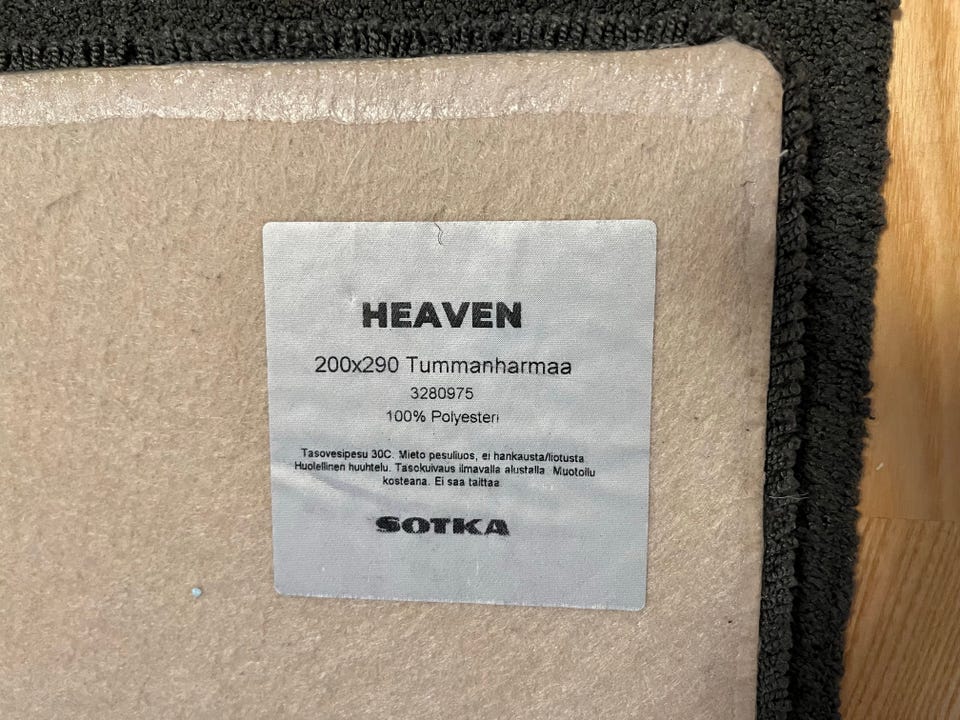 HEAVEN
200x290 Tummanharmaa
3280975
100% Polyesteri
Tasovesipesu 30C. Mieto pesuliuos, ei hankausta/liotusta
Huolellinen huuhtelu. Tasokuivaus ilmavalla alustalla. Muotoilu
kosteana. Ei saa taittaa
SOTKA